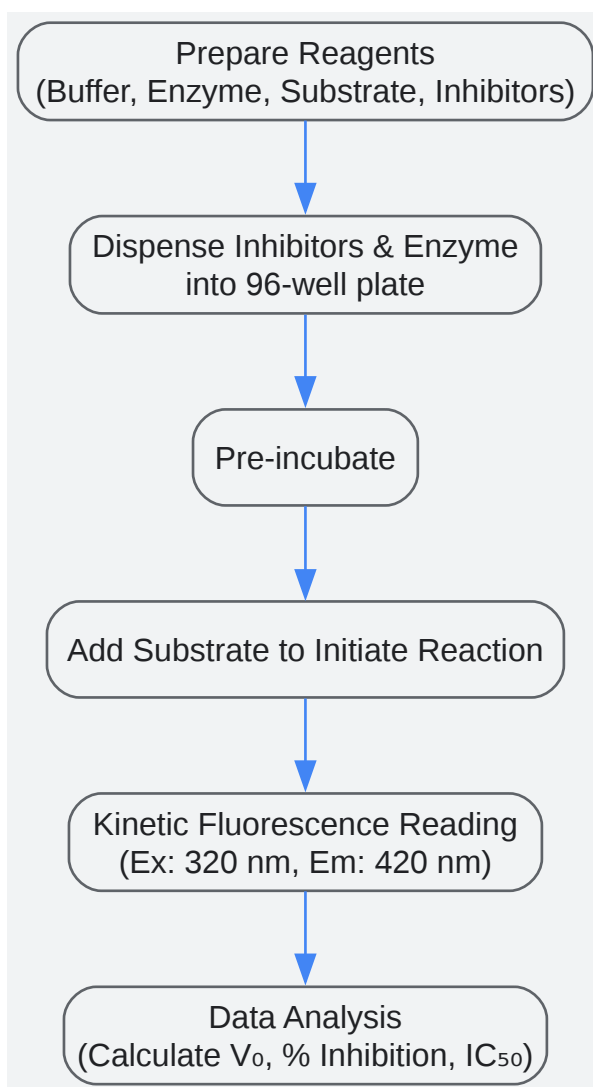 Prepare Reagents
(Buffer, Enzyme, Substrate, Inhibitors)
Dispense Inhibitors & Enzyme
into 96-well plate
Pre-incubate
Add Substrate to Initiate Reaction
Kinetic Fluorescence Reading
(Ex: 320 nm, Em: 420 nm)
Data Analysis
(Calculate V₀, % Inhibition, IC₅₀)